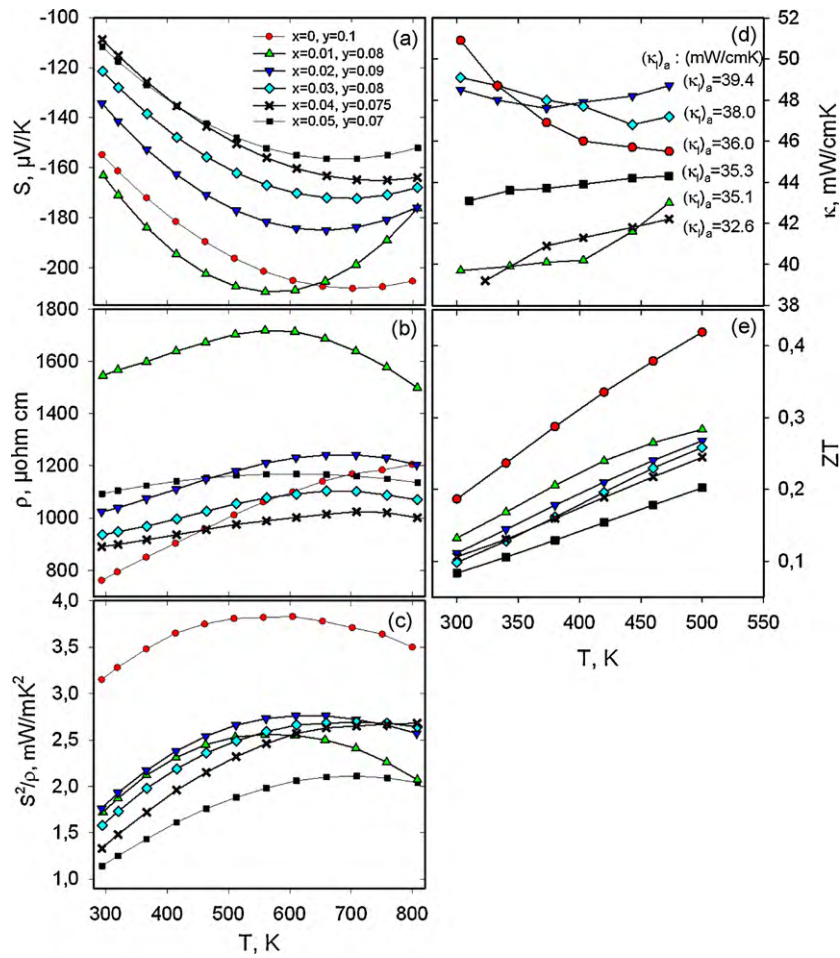 (a)
x=0, y=0.1
x=0.01, y=0.08
x=0.02, y=0.09
x=0.03, y=0.08
x=0.04, y=0.075
x=0.05, y=0.07
S, µV/K
-100
-120
-140
-160
-180
-200
(b)
ρ, µohm cm
1800
1600
1400
1200
1000
800
(c)
S²/ρ, mW/mK²
4,0
3,5
3,0
2,5
2,0
1,5
1,0
300 400 500 600 700 800
T, K
(d)
(κₗ)ₐ : (mW/cmK)
(κₗ)ₐ=39.4
(κₗ)ₐ=38.0
(κₗ)ₐ=36.0
(κₗ)ₐ=35.3
(κₗ)ₐ=35.1
(κₗ)ₐ=32.6
52
50
48
46
44
42
40
38
κ, mW/cmK
(e)
0,4
0,3
0,2
0,1
ZT
300 350 400 450 500 550
T, K